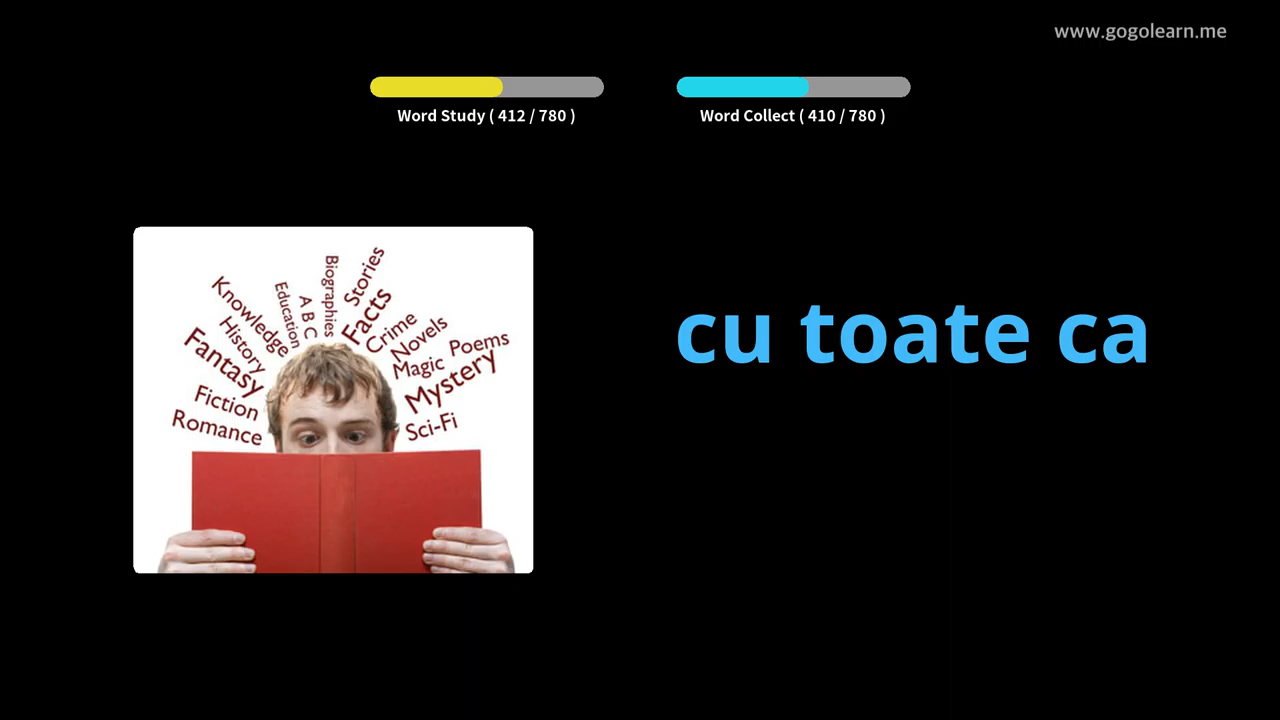 www.gogolearn.me
Word Study ( 412 / 780 )
Word Collect ( 410 / 780 )
cu toate ca
Stories
Biographies
Facts
A B C
Education
Knowledge
Crime
Novels
History
Poems
Magic
Fantasy
Mystery
Fiction
Sci-Fi
Romance